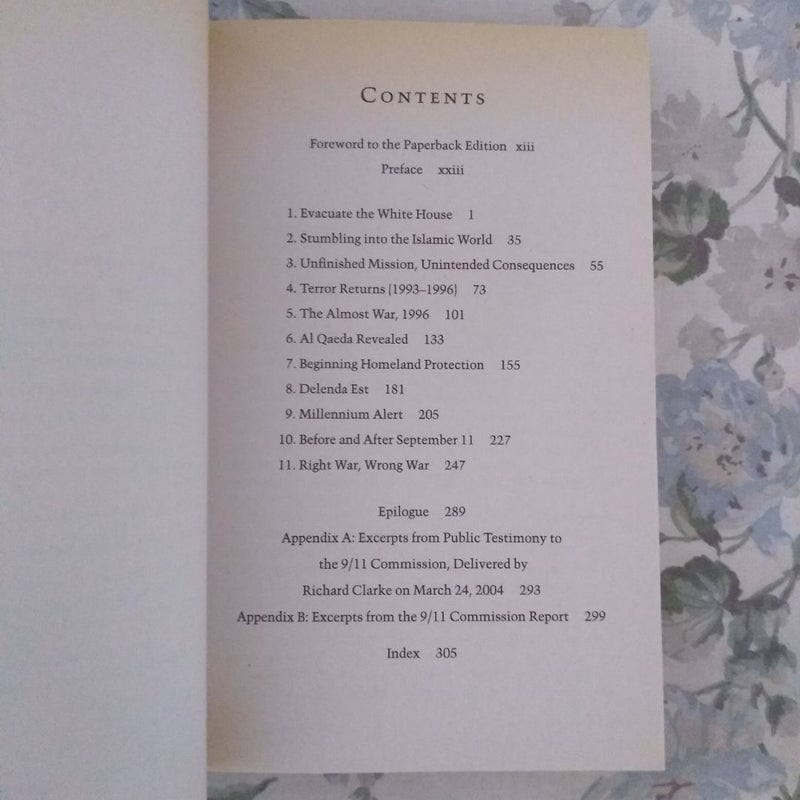 CONTENTS
Foreword to the Paperback Edition xiii
Preface xxiii
1. Evacuate the White House 1
2. Stumbling into the Islamic World 35
3. Unfinished Mission, Unintended Consequences 55
4. Terror Returns (1993–1996) 73
5. The Almost War, 1996 101
6. Al Qaeda Revealed 133
7. Beginning Homeland Protection 155
8. Delenda Est 181
9. Millennium Alert 205
10. Before and After September 11 227
11. Right War, Wrong War 247
Epilogue 289
Appendix A: Excerpts from Public Testimony to
the 9/11 Commission, Delivered by
Richard Clarke on March 24, 2004 293
Appendix B: Excerpts from the 9/11 Commission Report 299
Index 305